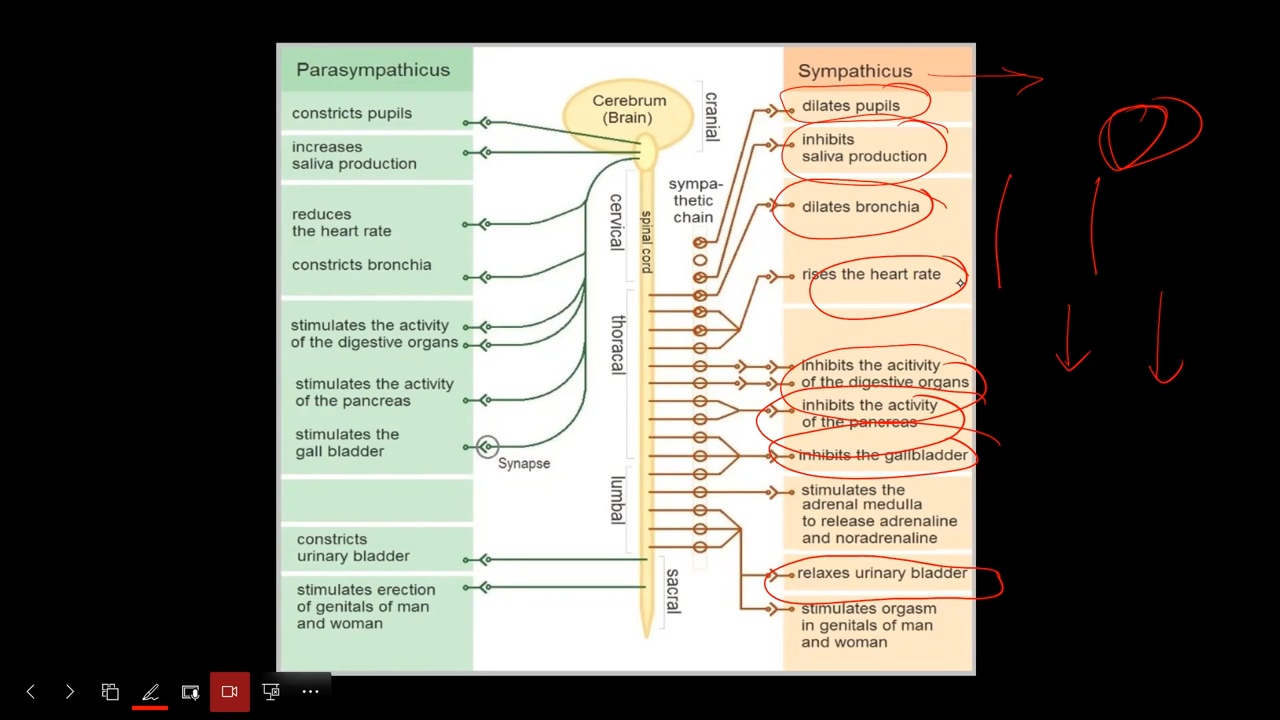 Parasympathicus
constricts pupils
increases
saliva production
reduces
the heart rate
constricts bronchia
stimulates the activity
of the digestive organs
stimulates the activity
of the pancreas
stimulates the
gall bladder
constricts
urinary bladder
stimulates erection
of genitals of man
and woman
Cerebrum
(Brain)
cranial
cervical
spinal cord
sympa-
thetic
chain
thoracal
Synapse
lumbal
sacral
Sympathicus
dilates pupils
inhibits
saliva production
dilates bronchia
rises the heart rate
inhibits the acitivity
of the digestive organs
inhibits the activity
of the pancreas
inhibits the gallbladder
stimulates the
adrenal medulla
to release adrenaline
and noradrenaline
relaxes urinary bladder
stimulates orgasm
in genitals of man
and woman